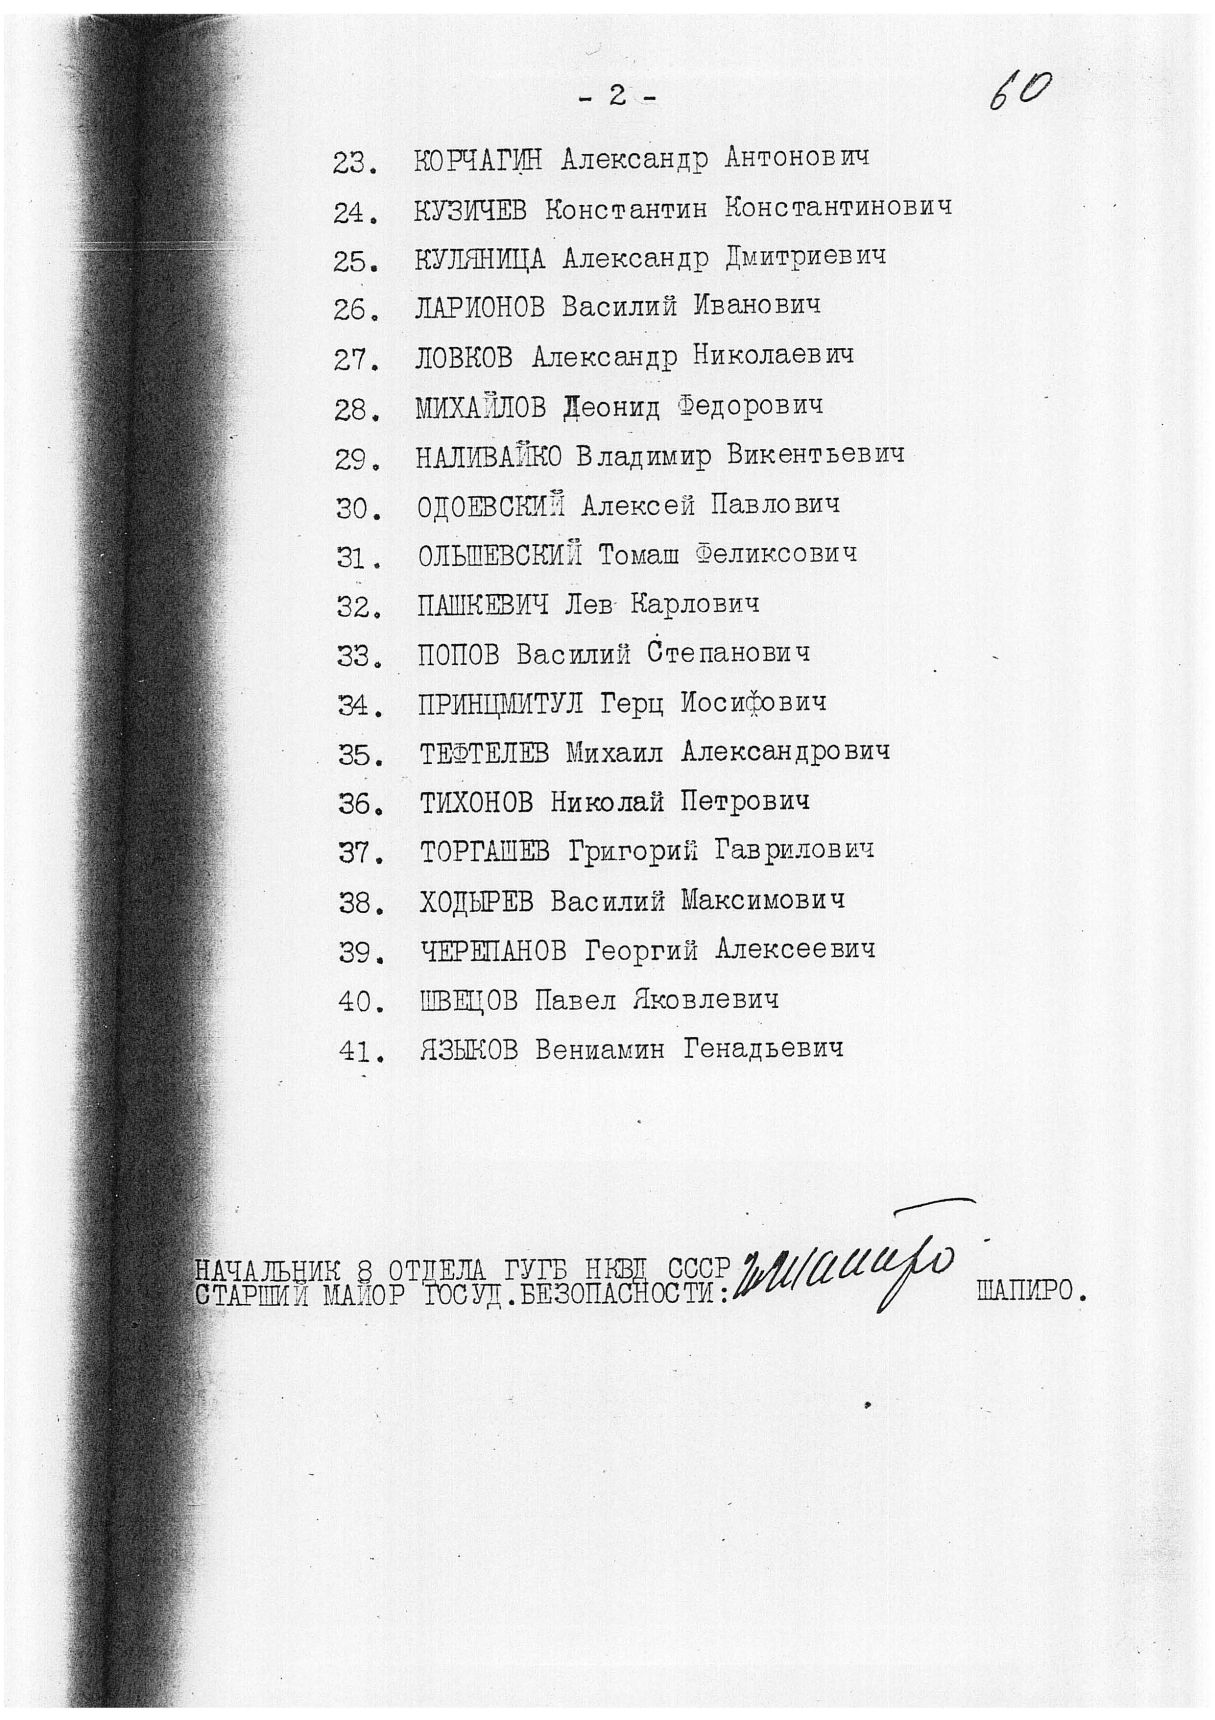 - 2 -
60
23. КОРЧАГИН Александр Антонович
24. КУЗИЧЕВ Константин Константинович
25. КУЛЯНИЦА Александр Дмитриевич
26. ЛАРИОНОВ Василий Иванович
27. ЛОВКОВ Александр Николаевич
28. МИХАЙЛОВ Леонид Федорович
29. НАЛИВАЙКО Владимир Викентьевич
30. ОДОЕВСКИЙ Алексей Павлович
31. ОЛЬШЕВСКИЙ Томаш Феликсович
32. ПАШКЕВИЧ Лев Карлович
33. ПОПОВ Василий Степанович
34. ПРИНЦМИТУЛ Герц Иосифович
35. ТЕФТЕЛЕВ Михаил Александрович
36. ТИХОНОВ Николай Петрович
37. ТОРГАШЕВ Григорий Гаврилович
38. ХОДЫРЕВ Василий Максимович
39. ЧЕРЕПАНОВ Георгий Алексеевич
40. ШВЕЦОВ Павел Яковлевич
41. ЯЗЫКОВ Вениамин Генадьевич
НАЧАЛЬНИК 8 ОТДЕЛА ГУГБ НКВД СССР
СТАРШИЙ МАЙОР ГОСУД.БЕЗОПАСНОСТИ: Шапиро ШАПИРО.